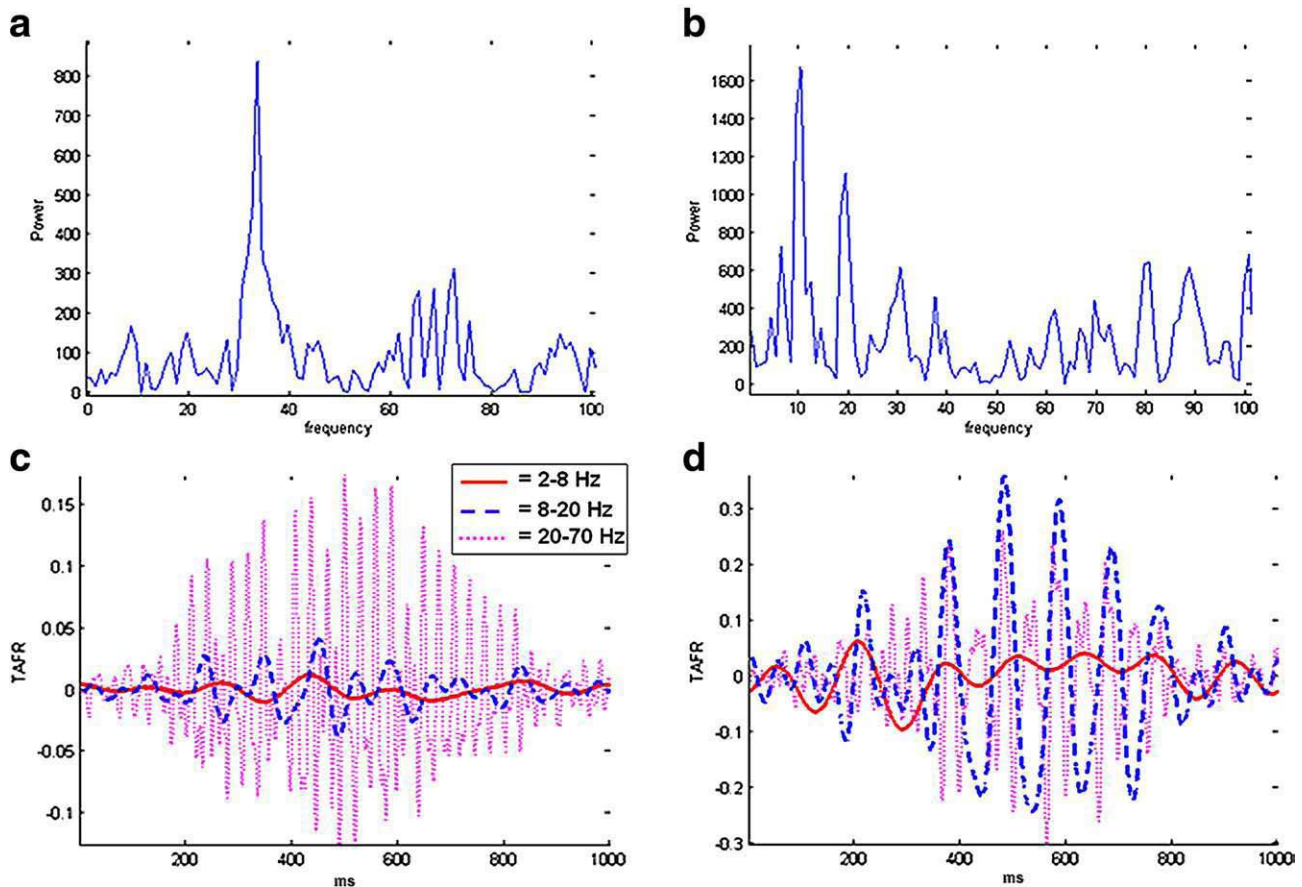 a
800
700
600
500
400
300
200
100
0
Power
0 20 40 60 80 100
frequency
b
1600
1400
1200
1000
800
600
400
200
0
Power
10 20 30 40 50 60 70 80 90 100
frequency
c
0.15
0.1
0.05
0
-0.05
-0.1
TAFR
200 400 600 800 1000
ms
= 2-8 Hz
= 8-20 Hz
= 20-70 Hz
d
0.3
0.2
0.1
0
-0.1
-0.2
-0.3
TAFR
200 400 600 800 1000
ms